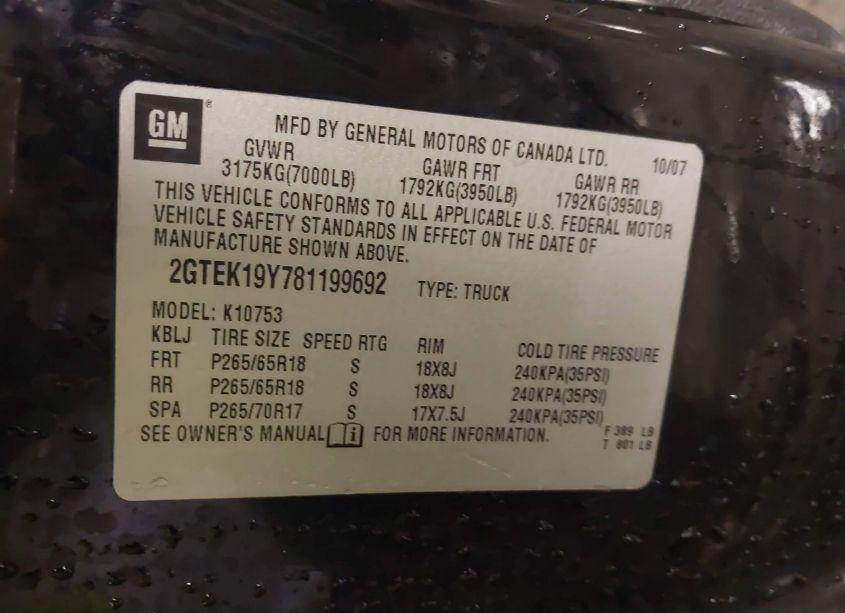 GM ®
MFD BY GENERAL MOTORS OF CANADA LTD. 10/07
GVWR GAWR FRT GAWR RR
3175KG(7000LB) 1792KG(3950LB) 1792KG(3950LB)
THIS VEHICLE CONFORMS TO ALL APPLICABLE U.S. FEDERAL MOTOR
VEHICLE SAFETY STANDARDS IN EFFECT ON THE DATE OF
MANUFACTURE SHOWN ABOVE.
2GTEK19Y781199692 TYPE: TRUCK
MODEL: K10753
KBLJ TIRE SIZE SPEED RTG RIM COLD TIRE PRESSURE
FRT P265/65R18 S 18X8J 240KPA(35PSI)
RR P265/65R18 S 18X8J 240KPA(35PSI)
SPA P265/70R17 S 17X7.5J 240KPA(35PSI)
SEE OWNER'S MANUAL i FOR MORE INFORMATION.
F 389 LB
T 801 LB